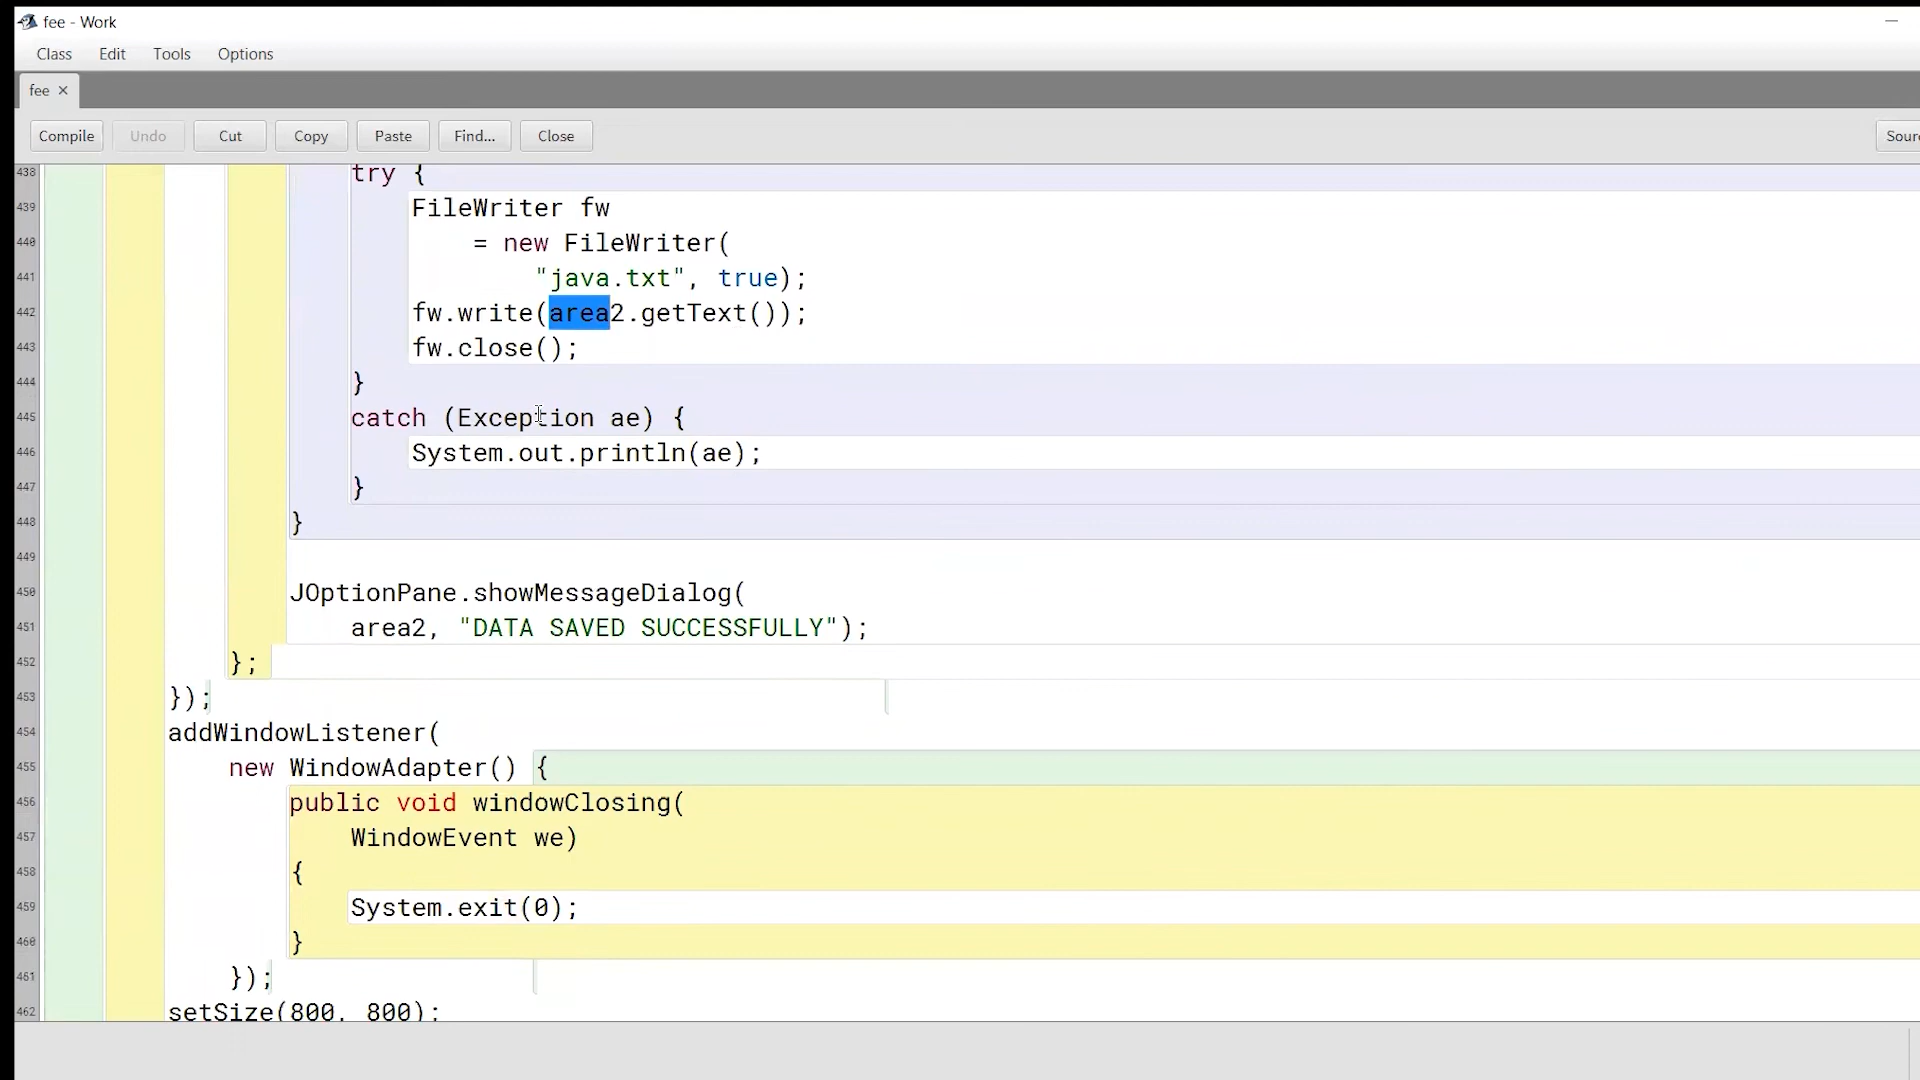 fee - Work
Class Edit Tools Options
fee ×
Compile Undo Cut Copy Paste Find... Close Sour
438 try {
439 FileWriter fw
440 = new FileWriter(
441 "java.txt", true);
442 fw.write(area2.getText());
443 fw.close();
444 }
445 catch (Exception ae) {
446 System.out.println(ae);
447 }
448 }
449
450 JOptionPane.showMessageDialog(
451 area2, "DATA SAVED SUCCESSFULLY");
452 };
453 });
454 addWindowListener(
455 new WindowAdapter() {
456 public void windowClosing(
457 WindowEvent we)
458 {
459 System.exit(0);
460 }
461 });
462 setSize(800, 800);